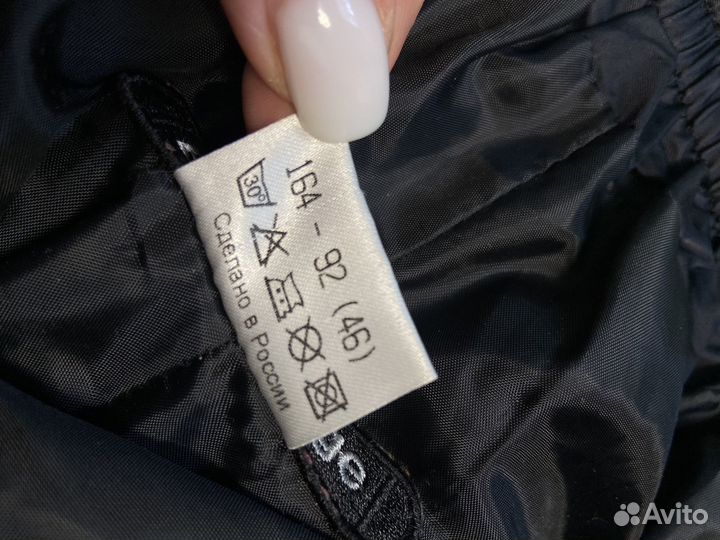 164 - 92 (46)
30°
Сделано в России
Avito